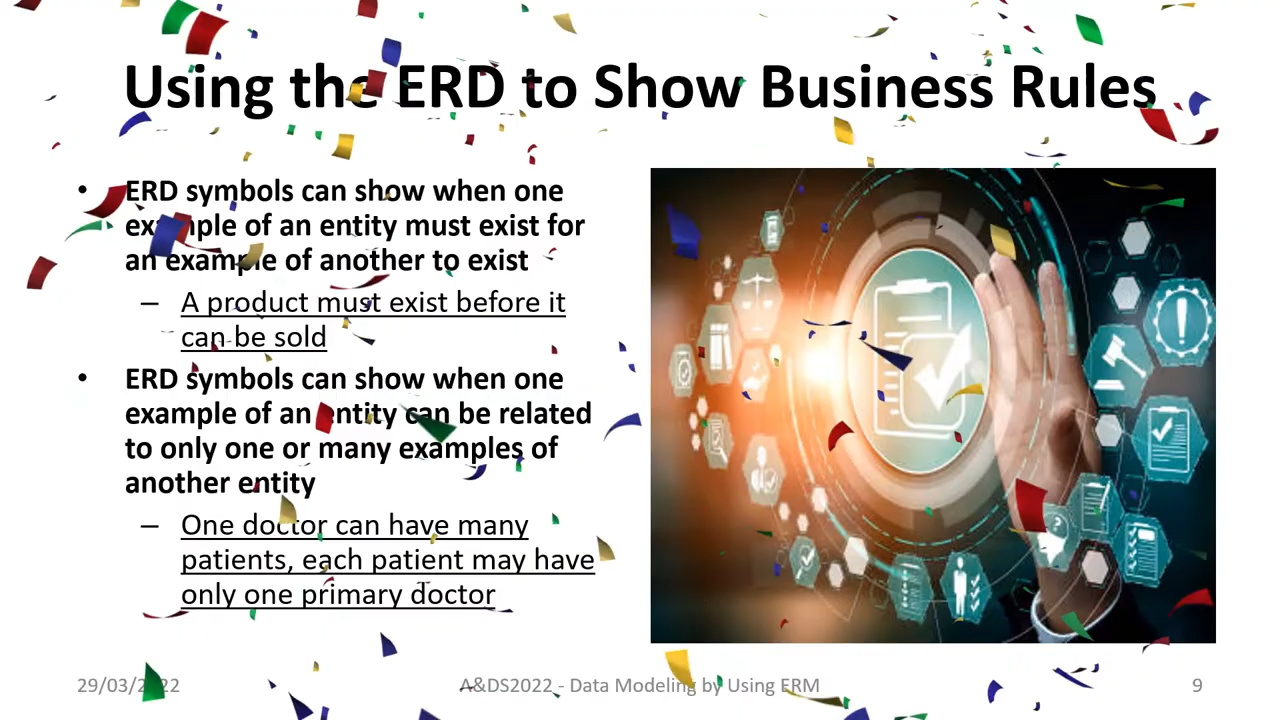 Using the ERD to Show Business Rules
• ERD symbols can show when one
example of an entity must exist for
an example of another to exist
– A product must exist before it
can be sold
• ERD symbols can show when one
example of an entity can be related
to only one or many examples of
another entity
– One doctor can have many
patients, each patient may have
only one primary doctor
29/03/2022
A&DS2022 - Data Modeling by Using ERM
9